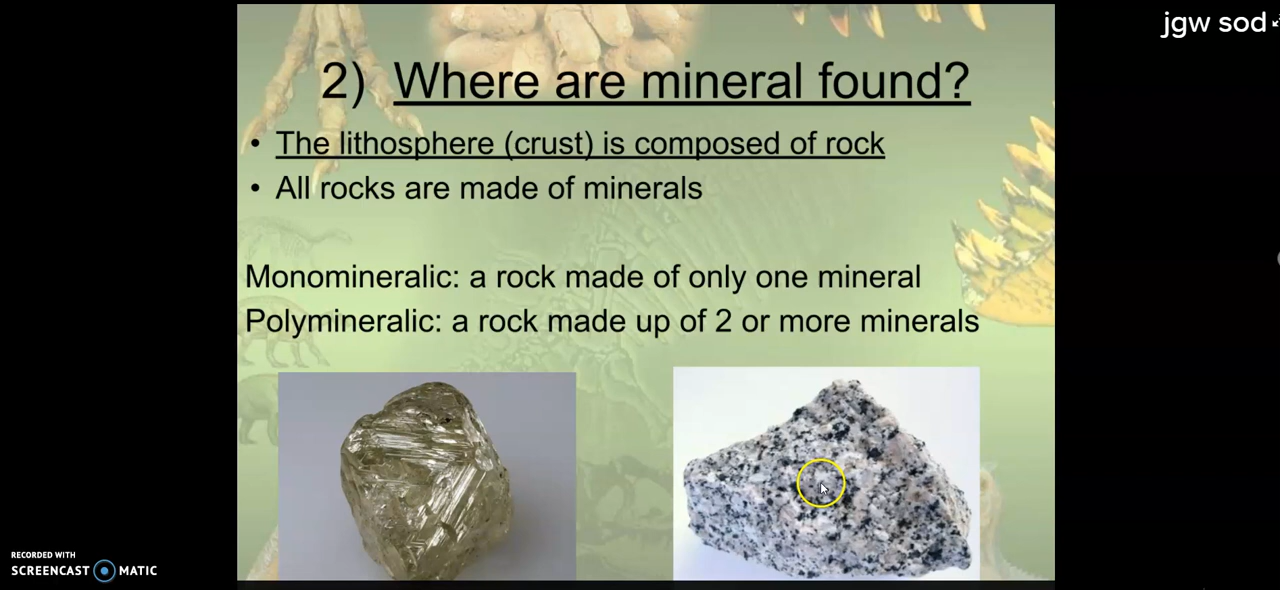 jgw sod
2) Where are mineral found?
• The lithosphere (crust) is composed of rock
• All rocks are made of minerals
Monomineralic: a rock made of only one mineral
Polymineralic: a rock made up of 2 or more minerals
RECORDED WITH
SCREENCAST MATIC